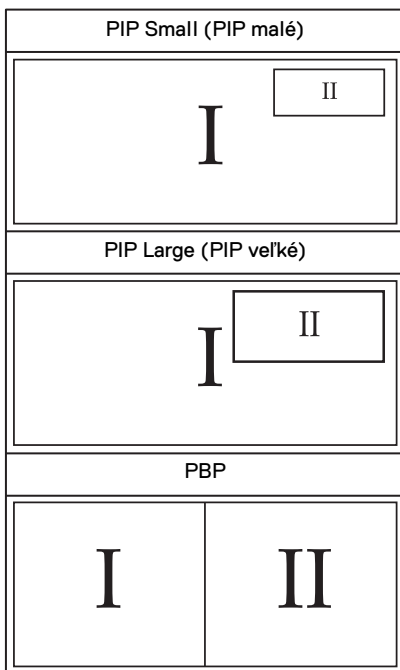 PIP Small (PIP malé)
II
I
PIP Large (PIP veľké)
II
I
PBP
I II